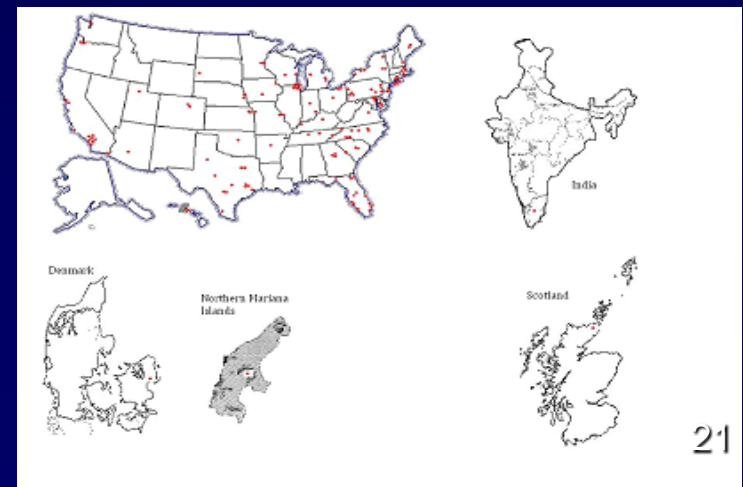 India
Denmark
Northern Mariana
Islands
Scotland
21